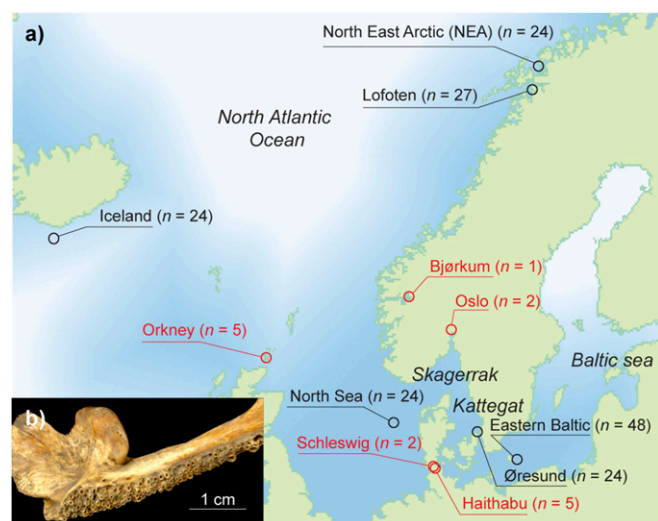 a)
North East Arctic (NEA) (n = 24)
Lofoten (n = 27)
North Atlantic
Ocean
Iceland (n = 24)
Bjørkum (n = 1)
Oslo (n = 2)
Orkney (n = 5)
Baltic sea
Skagerrak
North Sea (n = 24)
Kattegat
b)
Eastern Baltic (n = 48)
Schleswig (n = 2)
Øresund (n = 24)
1 cm
Haithabu (n = 5)